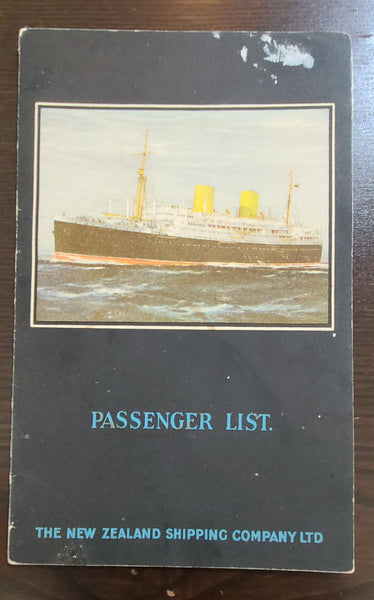 PASSENGER LIST.
THE NEW ZEALAND SHIPPING COMPANY LTD